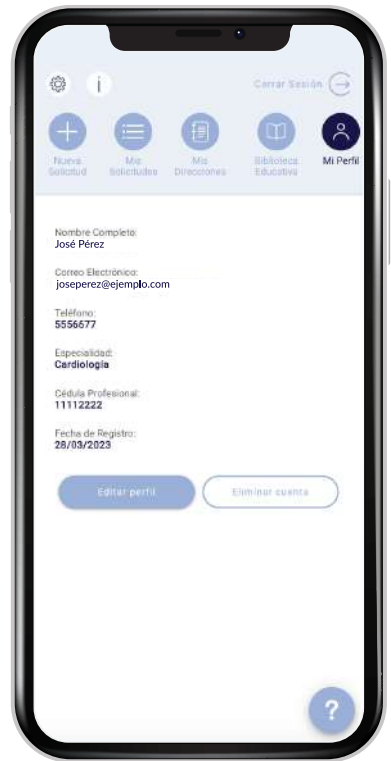 i
Cerrar Sesión
Nueva
Solicitud
Mis
Solicitudes
Mis
Direcciones
Biblioteca
Educativa
Mi Perfil
Nombre Completo:
José Pérez
Correo Electrónico:
joseperez@ejemplo.com
Teléfono:
5556677
Especialidad:
Cardiología
Cédula Profesional:
11112222
Fecha de Registro:
28/03/2023
Editar perfil
Eliminar cuenta
?